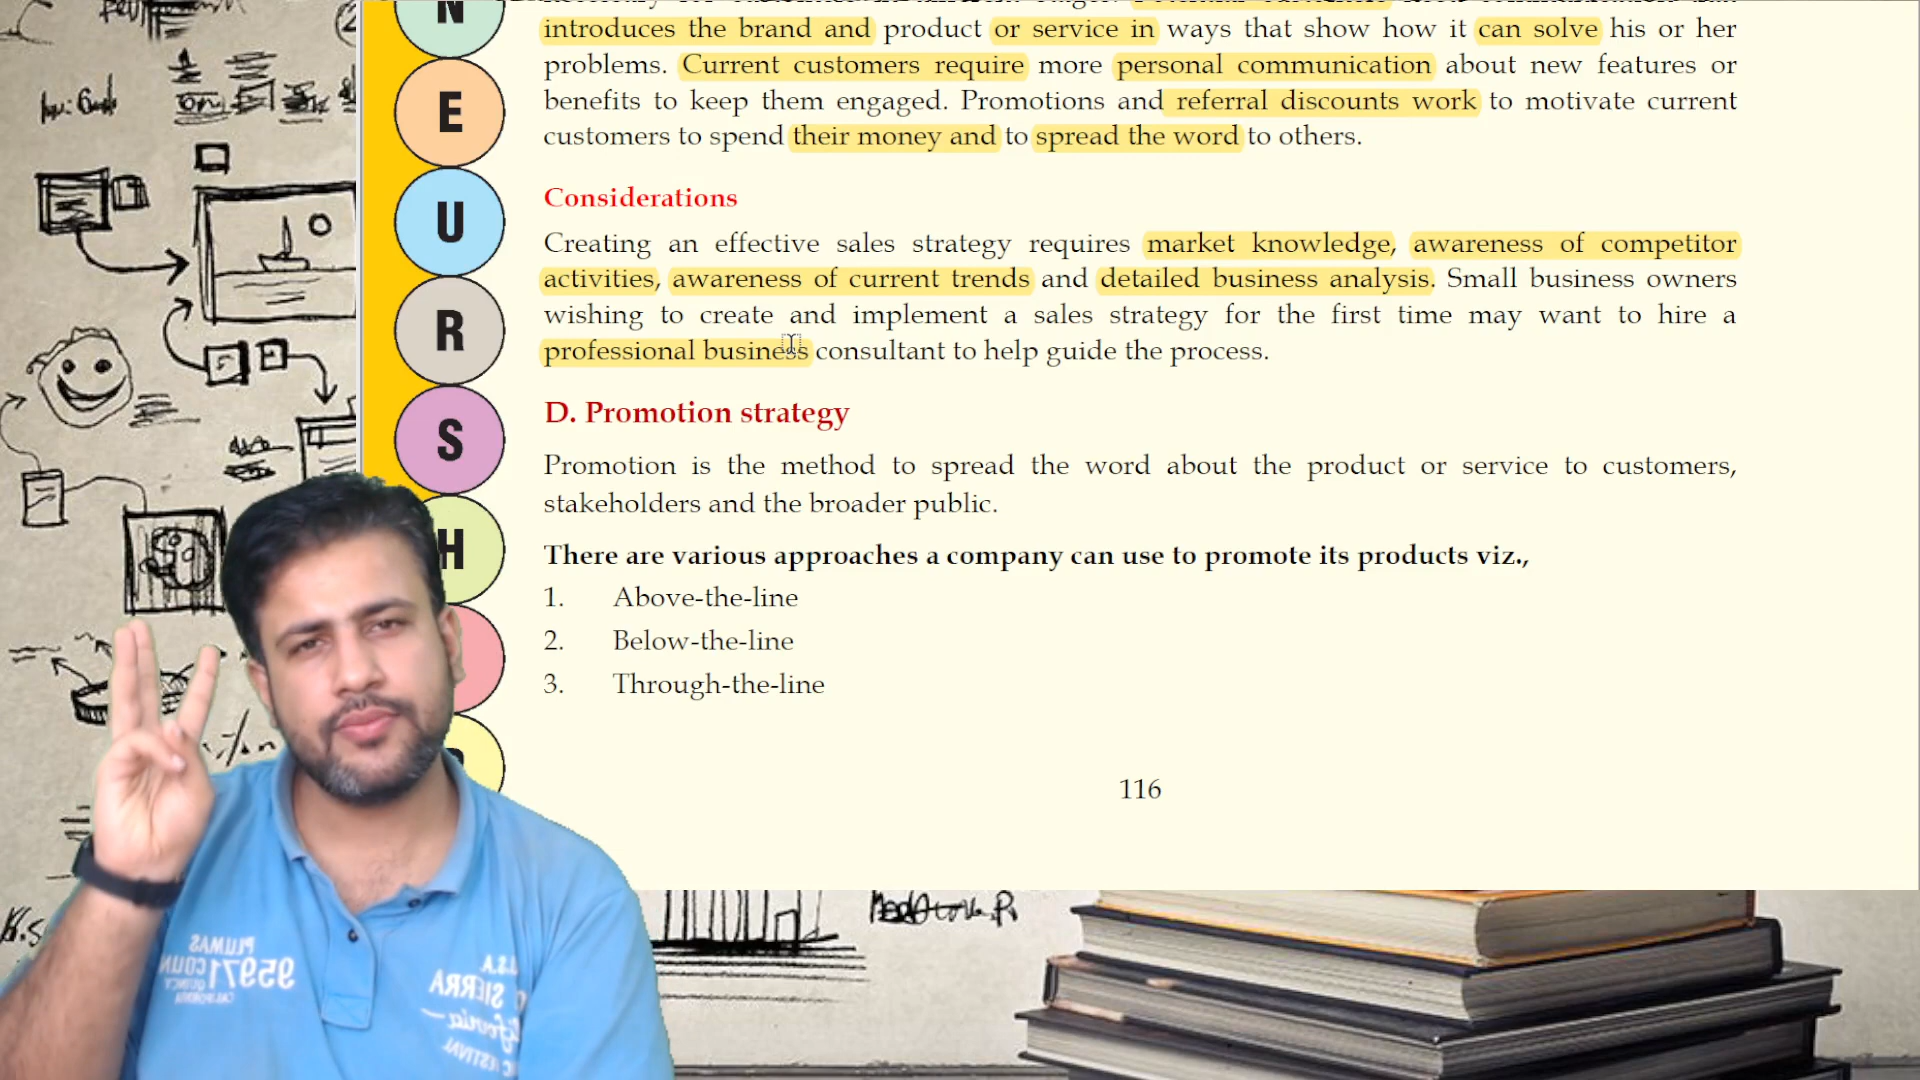 introduces the brand and product or service in ways that show how it can solve his or her
problems. Current customers require more personal communication about new features or
benefits to keep them engaged. Promotions and referral discounts work to motivate current
customers to spend their money and to spread the word to others.
Considerations
Creating an effective sales strategy requires market knowledge, awareness of competitor
activities, awareness of current trends and detailed business analysis. Small business owners
wishing to create and implement a sales strategy for the first time may want to hire a
professional business consultant to help guide the process.
D. Promotion strategy
Promotion is the method to spread the word about the product or service to customers,
stakeholders and the broader public.
There are various approaches a company can use to promote its products viz.,
1. Above-the-line
2. Below-the-line
3. Through-the-line
116
N
E
U
R
S
H
PLUMAS
95971 COUN
QUINCY
CALIFORNIA
U.S.A.
SIERRA